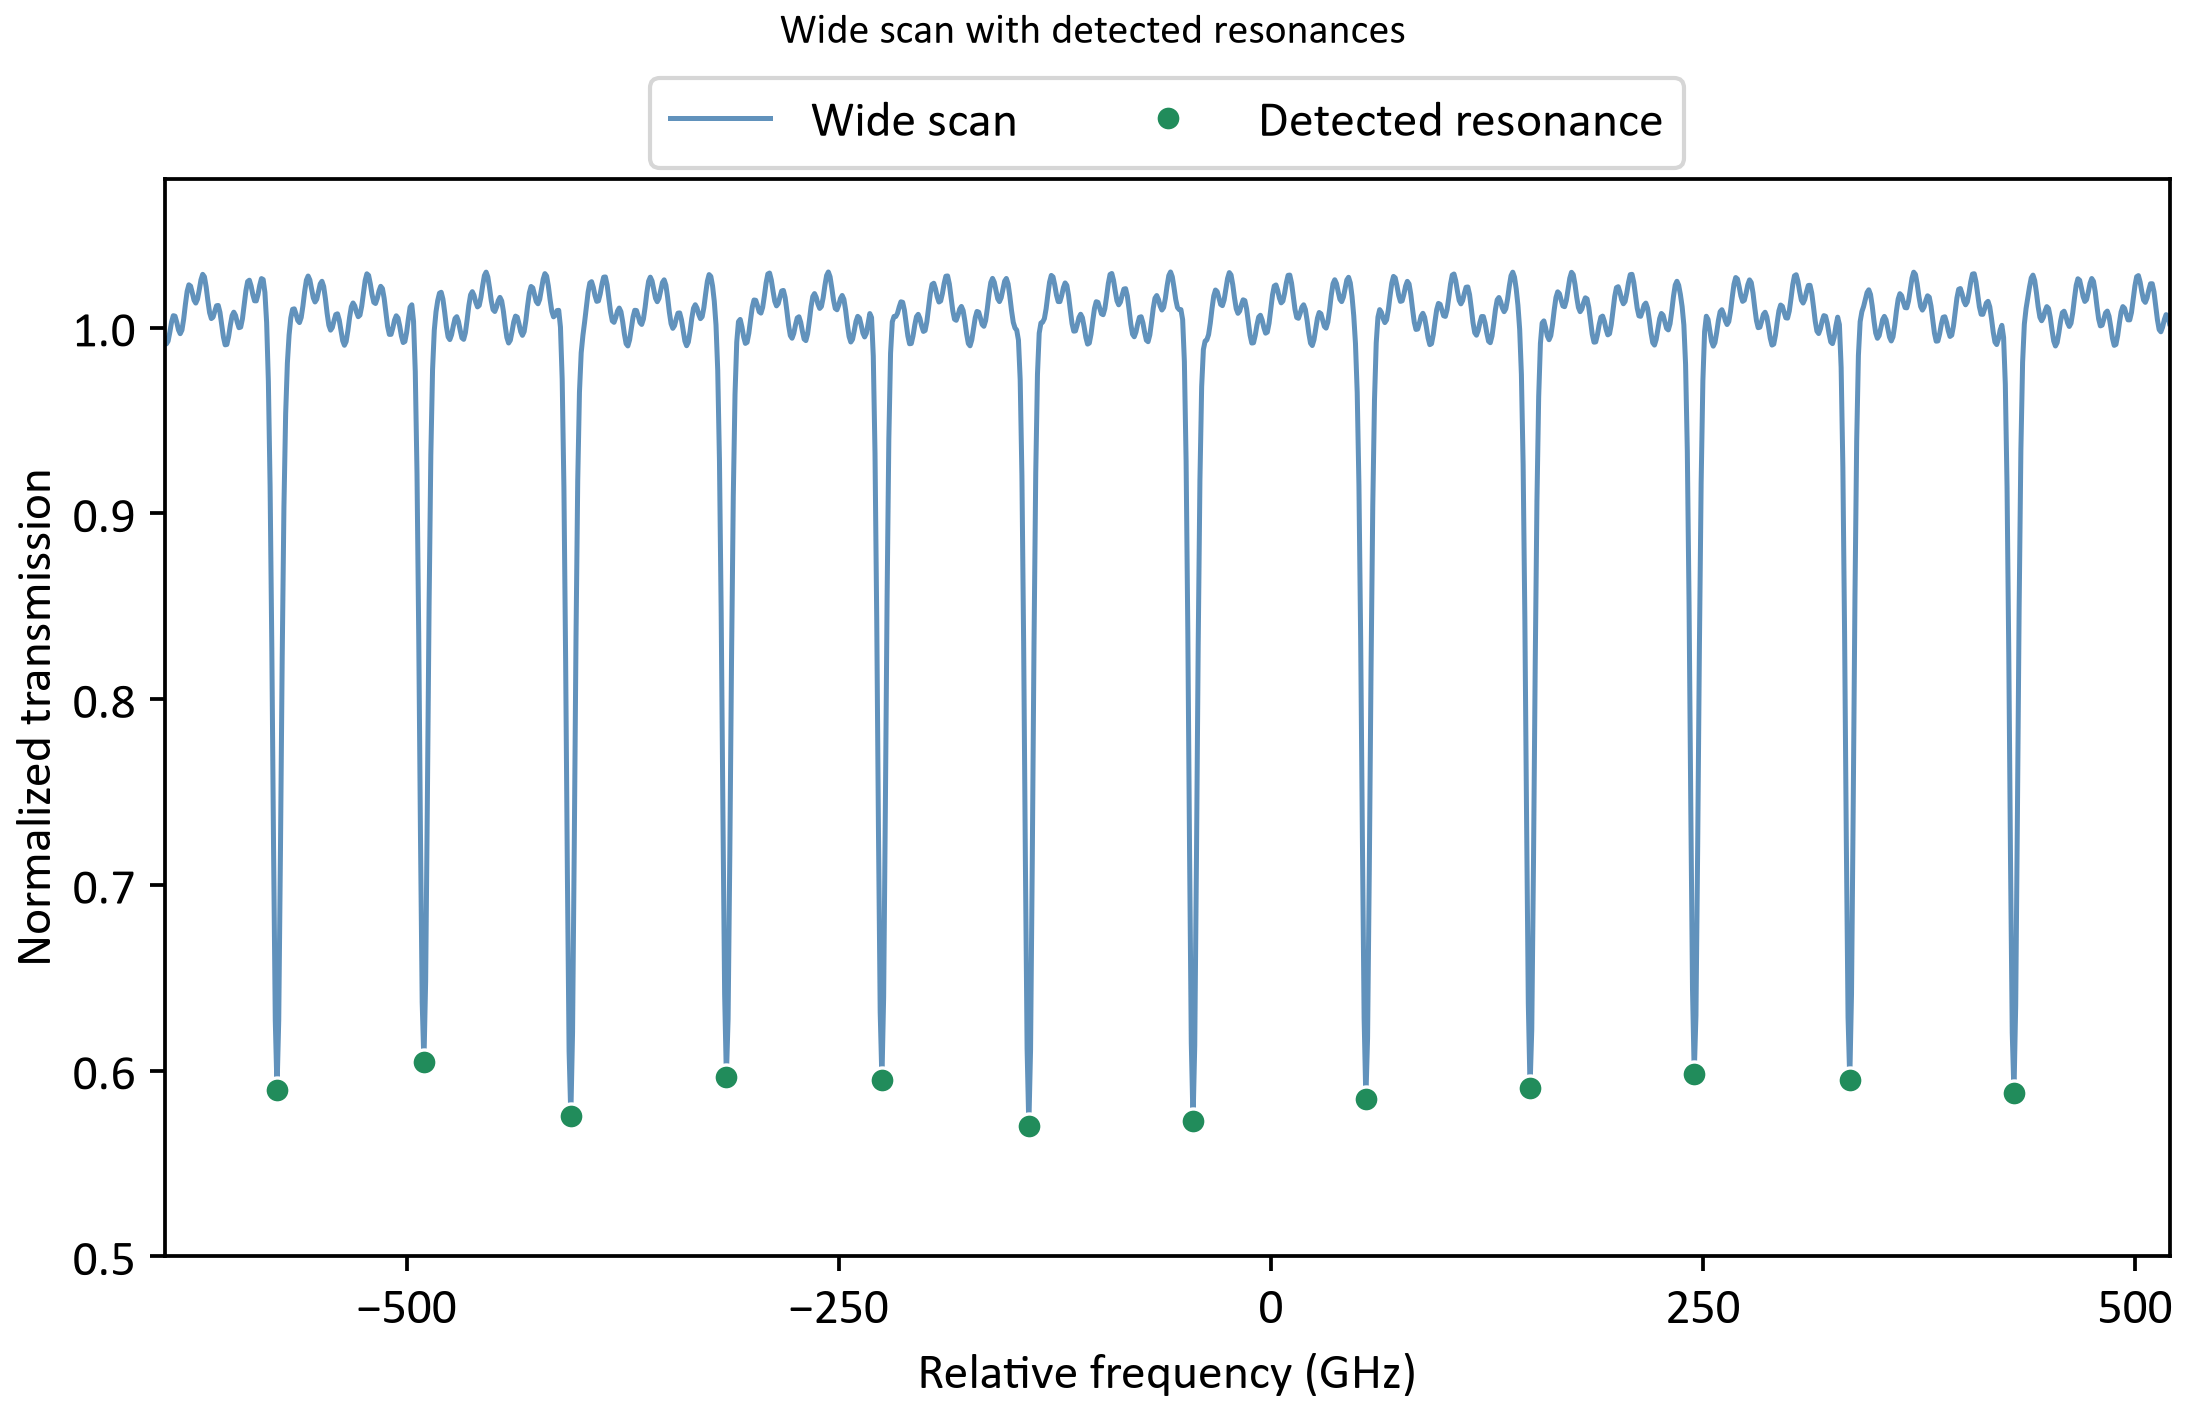 Wide scan with detected resonances
Wide scan
Detected resonance
Normalized transmission
1.0
0.9
0.8
0.7
0.6
0.5
−500
−250
0
250
500
Relative frequency (GHz)